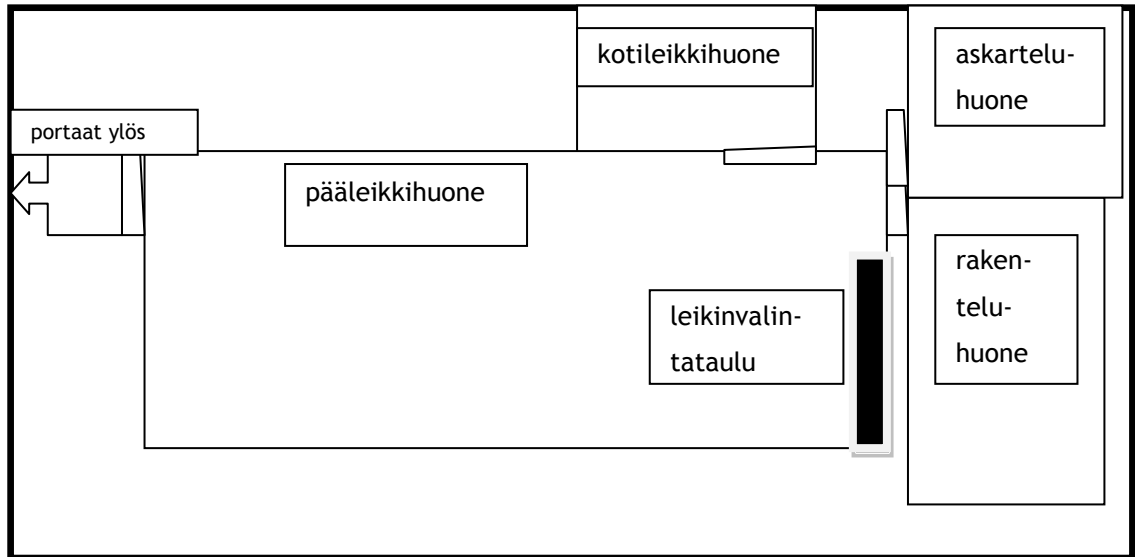 kotileikkihuone
askartelu-
huone
portaat ylös
pääleikkihuone
leikinvalin-
tataulu
raken-
telu-
huone